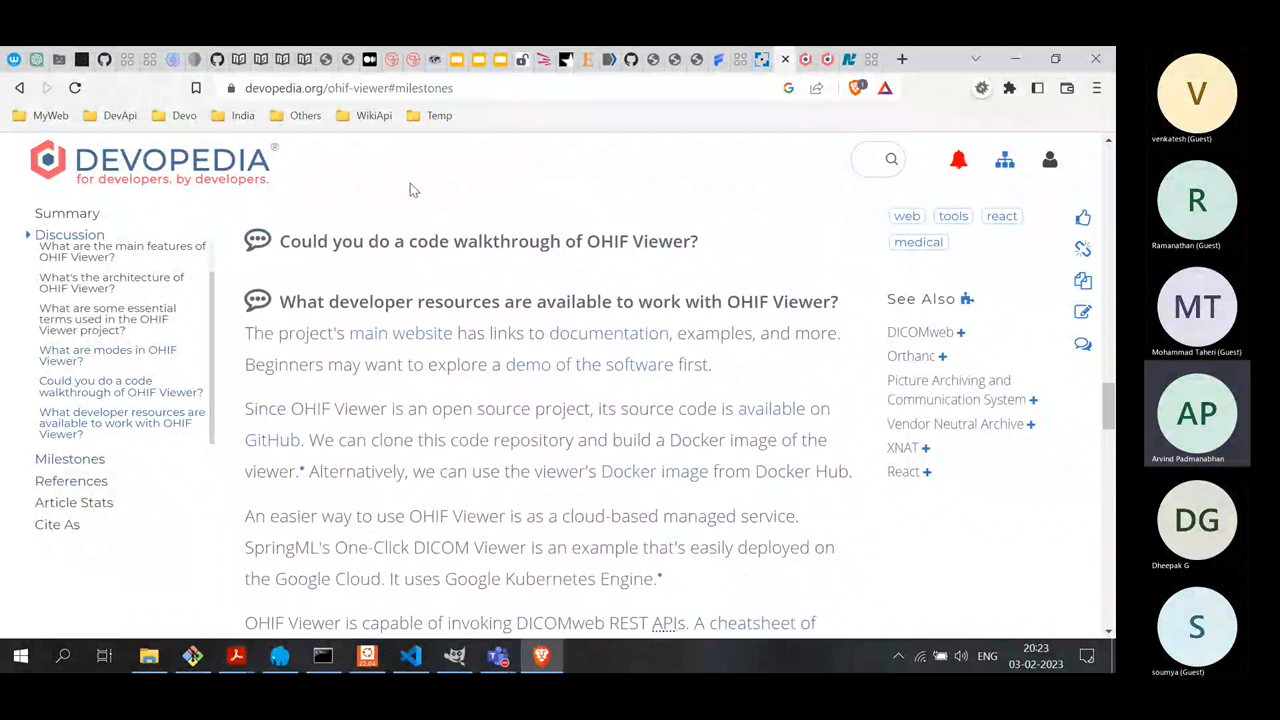 devopedia.org/ohif-viewer#milestones
1
MyWeb
DevApi
Devo
India
Others
WikiApi
Temp
DEVOPEDIA®
for developers. by developers.
Summary
Discussion
What are the main features of
OHIF Viewer?
What's the architecture of
OHIF Viewer?
What are some essential
terms used in the OHIF
Viewer project?
What are modes in OHIF
Viewer?
Could you do a code
walkthrough of OHIF Viewer?
What developer resources are
available to work with OHIF
Viewer?
Milestones
References
Article Stats
Cite As
Could you do a code walkthrough of OHIF Viewer?
What developer resources are available to work with OHIF Viewer?
The project's main website has links to documentation, examples, and more.
Beginners may want to explore a demo of the software first.
Since OHIF Viewer is an open source project, its source code is available on
GitHub. We can clone this code repository and build a Docker image of the
viewer.* Alternatively, we can use the viewer's Docker image from Docker Hub.
An easier way to use OHIF Viewer is as a cloud-based managed service.
SpringML's One-Click DICOM Viewer is an example that's easily deployed on
the Google Cloud. It uses Google Kubernetes Engine.*
OHIF Viewer is capable of invoking DICOMweb REST APIs. A cheatsheet of
web tools react
medical
See Also
DICOMweb +
Orthanc +
Picture Archiving and
Communication System +
Vendor Neutral Archive +
XNAT +
React +
22.04
ENG
20:23
03-02-2023
V
venkatesh (Guest)
R
Ramanathan (Guest)
MT
Mohammad Taheri (Guest)
AP
Arvind Padmanabhan
DG
Dheepak G
S
soumya (Guest)